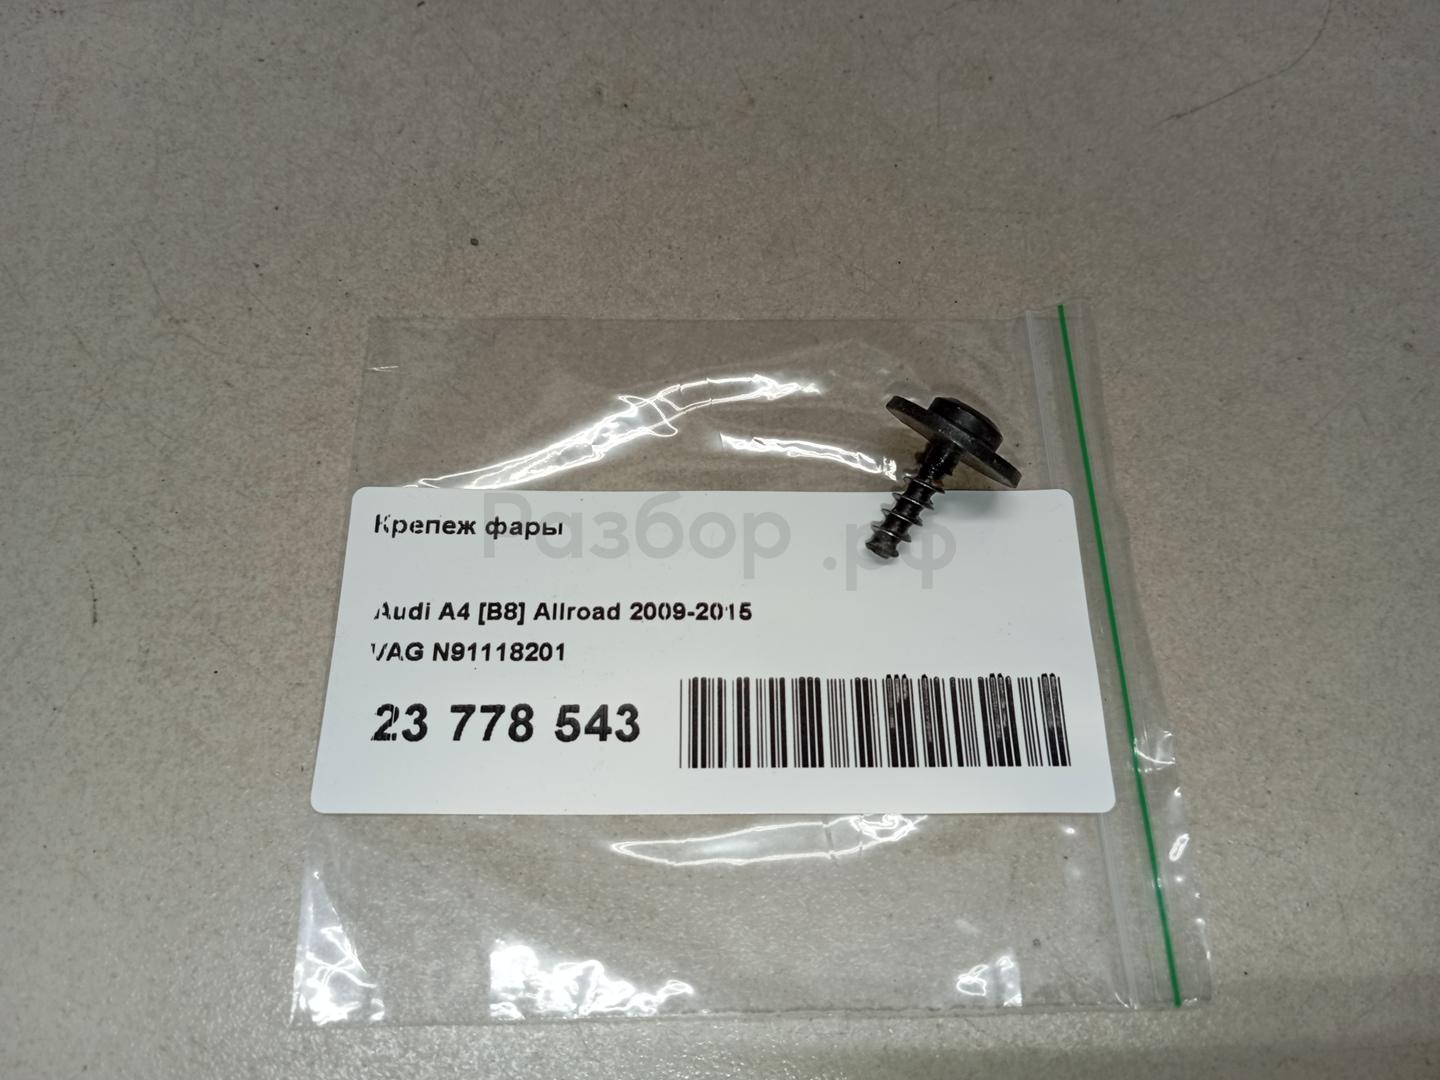 Крепеж фары
Разбор.рф
Audi A4 [B8] Allroad 2009-2015
VAG N91118201
23 778 543